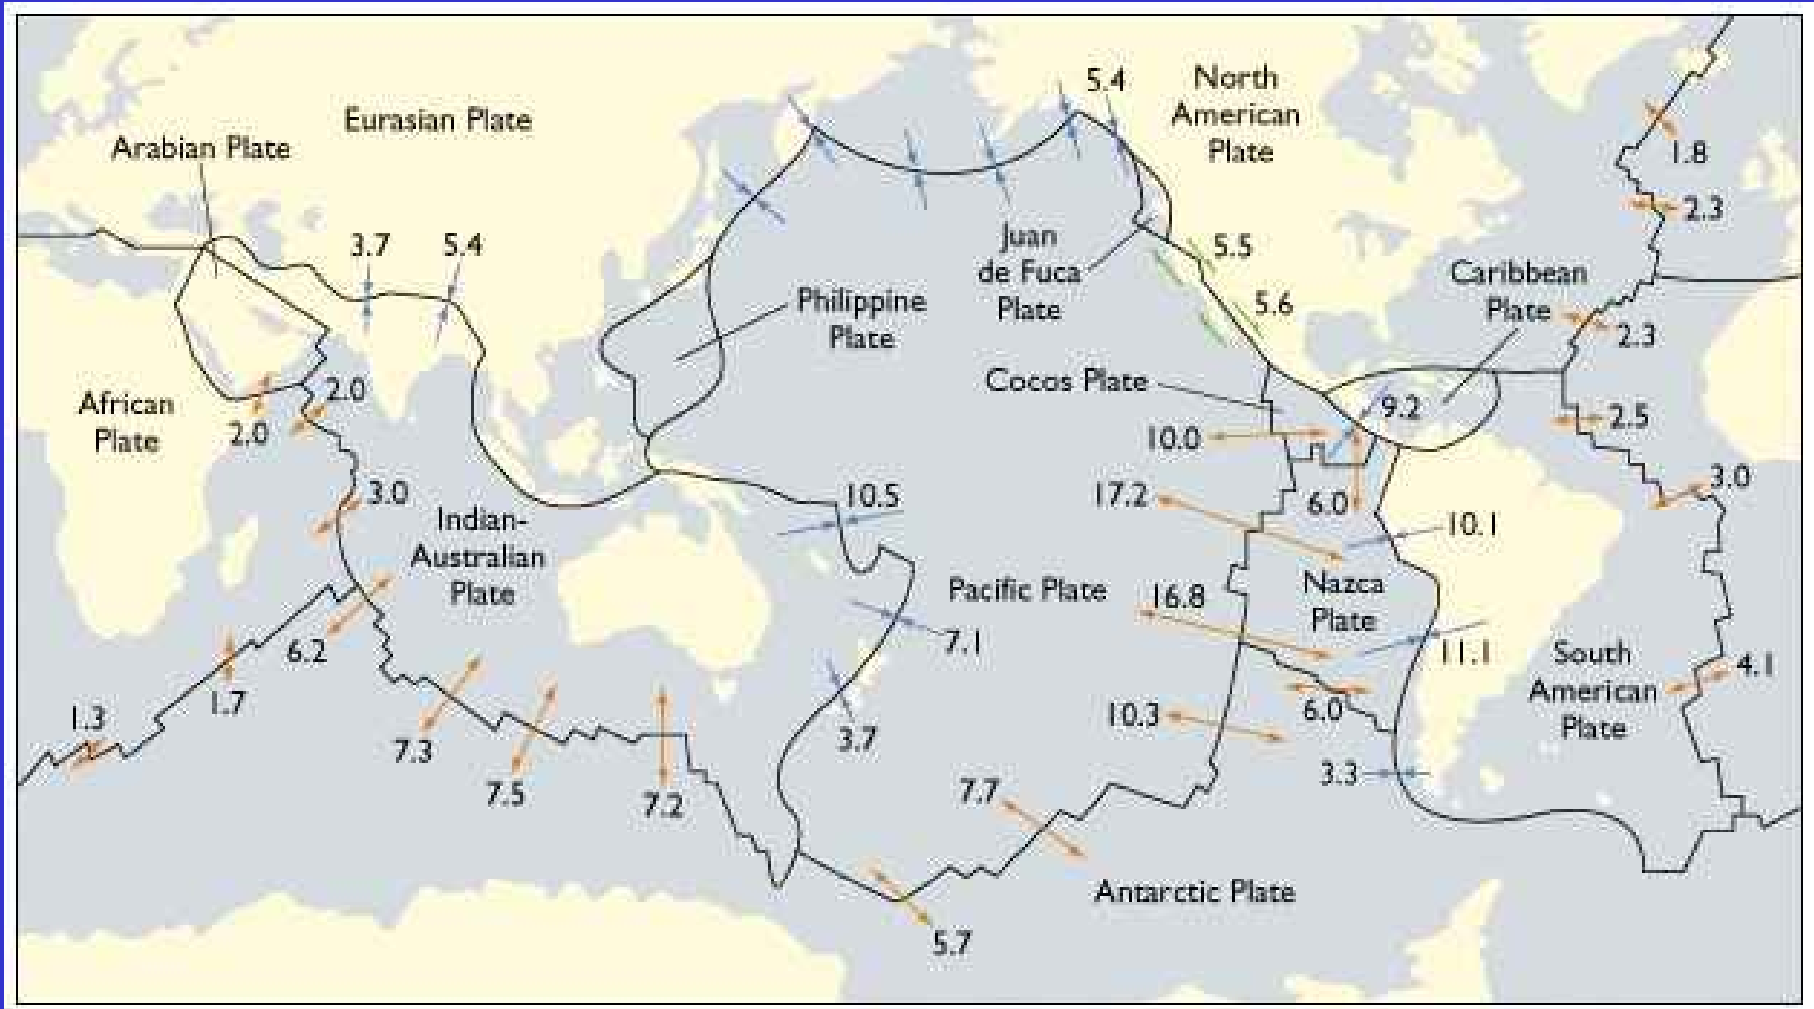 5.4
North
American
Plate
Eurasian Plate
Arabian Plate
1.8
2.3
3.7
5.4
Juan
de Fuca
Plate
5.5
Caribbean
Plate
Philippine
Plate
5.6
2.3
Cocos Plate
African
Plate
2.0
2.0
9.2
10.0
2.5
3.0
3.0
10.5
17.2
6.0
10.1
Indian-
Australian
Plate
Pacific Plate
16.8
Nazca
Plate
7.1
11.1
6.2
South
American
Plate
4.1
1.7
1.3
7.3
3.7
10.3
6.0
7.5
7.2
7.7
3.3
Antarctic Plate
5.7